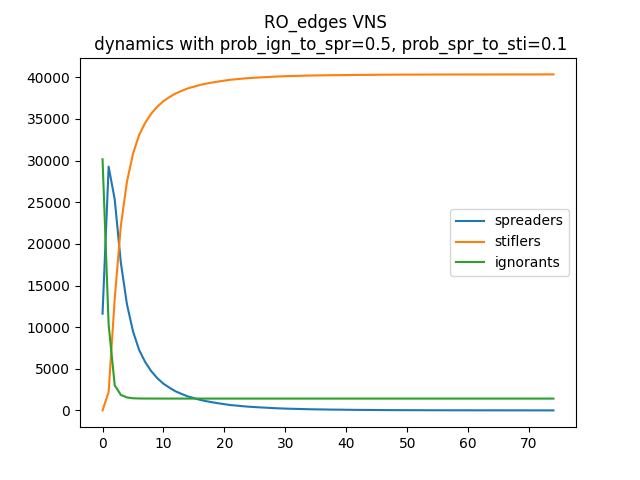 RO_edges VNS
dynamics with prob_ign_to_spr=0.5, prob_spr_to_sti=0.1
40000
35000
30000
25000
20000
15000
10000
5000
0
spreaders
stiflers
ignorants
0 10 20 30 40 50 60 70